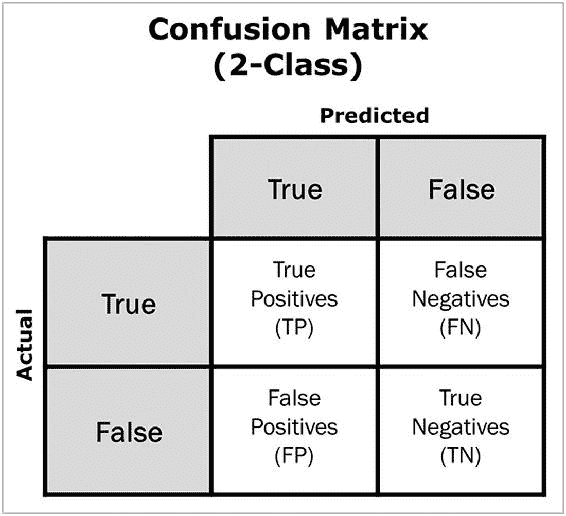 Confusion Matrix
(2-Class)
Predicted
True
False
Actual
True
True
Positives
(TP)
False
Negatives
(FN)
False
False
Positives
(FP)
True
Negatives
(TN)